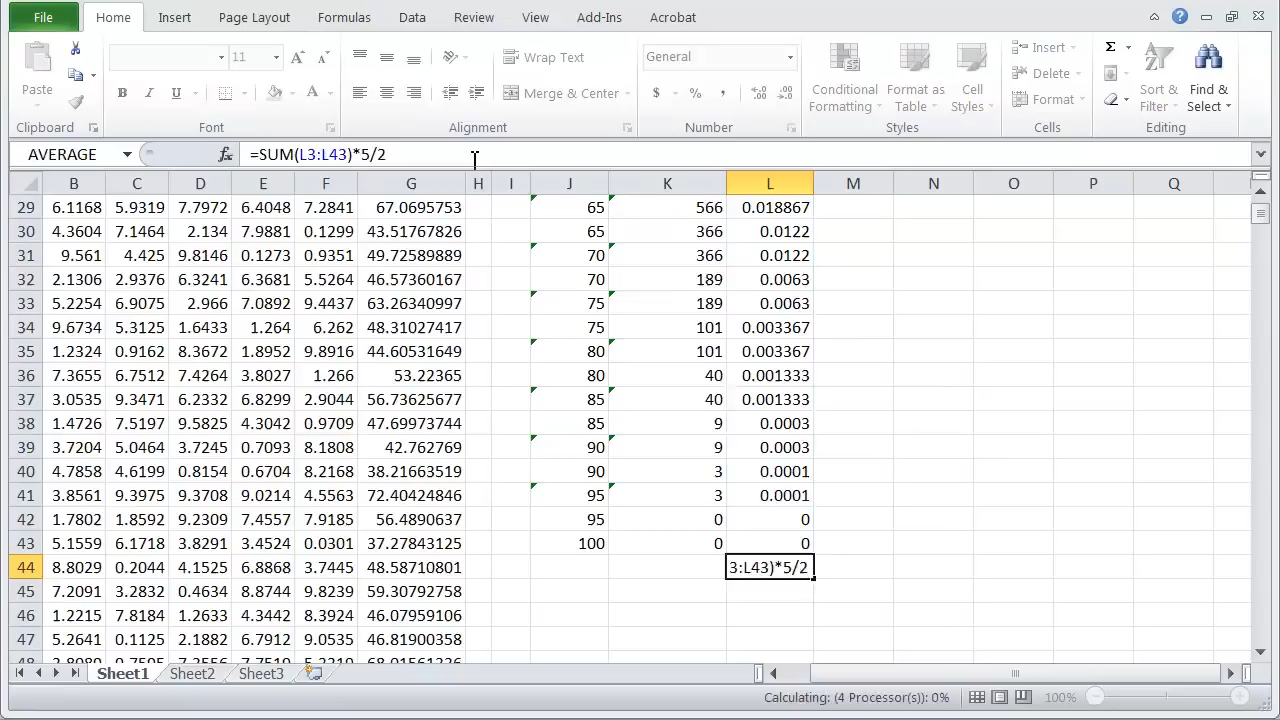 File Home Insert Page Layout Formulas Data Review View Add-Ins Acrobat
11 Wrap Text General Insert
Paste B I U Merge & Center $ % , Conditional Formatting Format as Table Cell Styles Delete Format Sort & Filter Find & Select
Clipboard Font Alignment Number Styles Cells Editing
AVERAGE fx =SUM(L3:L43)*5/2
B C D E F G H I J K L M N O P Q
29 6.1168 5.9319 7.7972 6.4048 7.2841 67.0695753 65 566 0.018867
30 4.3604 7.1464 2.134 7.9881 0.1299 43.51767826 65 366 0.0122
31 9.561 4.425 9.8146 0.1273 0.9351 49.72589889 70 366 0.0122
32 2.1306 2.9376 6.3241 6.3681 5.5264 46.57360167 70 189 0.0063
33 5.2254 6.9075 2.966 7.0892 9.4437 63.26340997 75 189 0.0063
34 9.6734 5.3125 1.6433 1.264 6.262 48.31027417 75 101 0.003367
35 1.2324 0.9162 8.3672 1.8952 9.8916 44.60531649 80 101 0.003367
36 7.3655 6.7512 7.4264 3.8027 1.266 53.22365 80 40 0.001333
37 3.0535 9.3471 6.2332 6.8299 2.9044 56.73625677 85 40 0.001333
38 1.4726 7.5197 9.5825 4.3042 0.9709 47.69973744 85 9 0.0003
39 3.7204 5.0464 3.7245 0.7093 8.1808 42.762769 90 9 0.0003
40 4.7858 4.6199 0.8154 0.6704 8.2168 38.21663519 90 3 0.0001
41 3.8561 9.3975 9.3708 9.0214 4.5563 72.40424846 95 3 0.0001
42 1.7802 1.8592 9.2309 7.4557 7.9185 56.4890637 95 0 0
43 5.1559 6.1718 3.8291 3.4524 0.0301 37.27843125 100 0 0
44 8.8029 0.2044 4.1525 6.8868 3.7445 48.58710801 3:L43)*5/2
45 7.2091 3.2832 0.4634 8.8744 9.8239 59.30792758
46 1.2215 7.8184 1.2633 4.3442 8.3924 46.07959106
47 5.2641 0.1125 2.1882 6.7912 9.0535 46.81900358
Sheet1 Sheet2 Sheet3
Calculating: (4 Processor(s)): 0% 100%